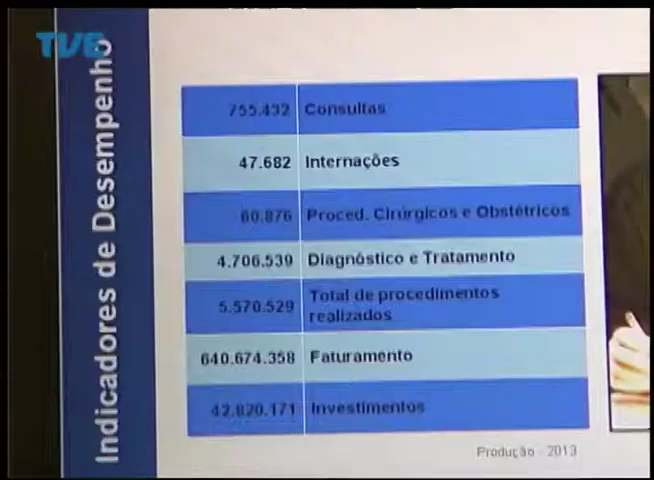 TVE
Indicadores de Desempenho
755.432 Consultas
47.682 Internações
60.876 Proced. Cirúrgicos e Obstétricos
4.706.539 Diagnóstico e Tratamento
5.570.529 Total de procedimentos
realizados
640.674.358 Faturamento
42.820.171 Investimentos
Produção - 2013